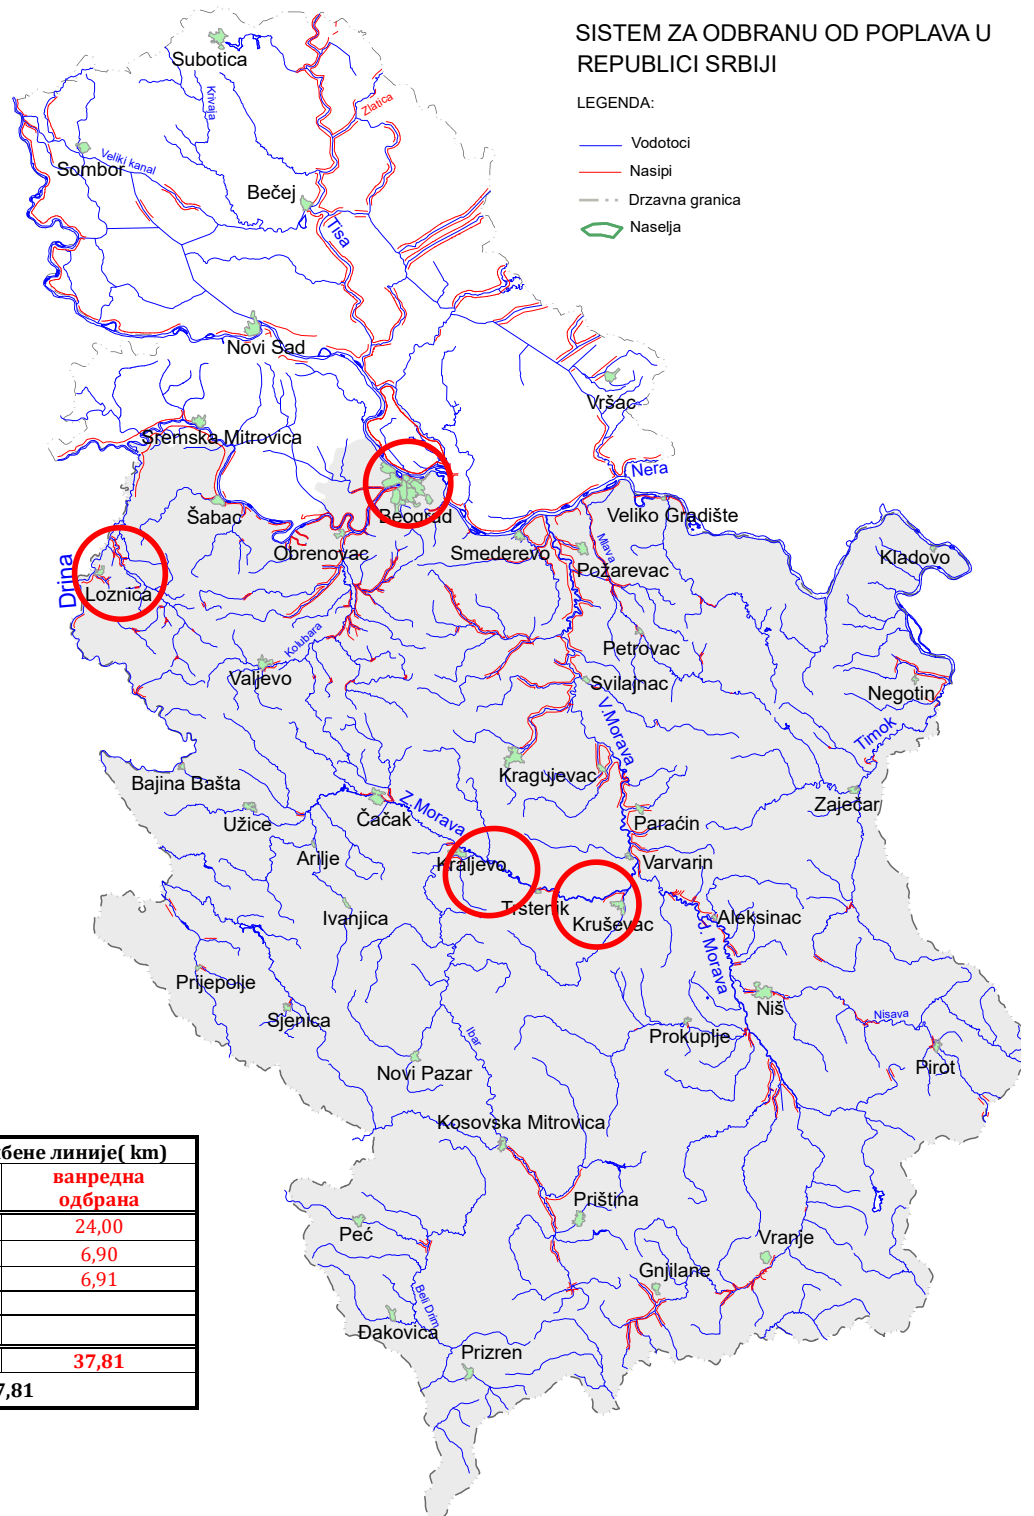 SISTEM ZA ODBRANU OD POPLAVA U
REPUBLICI SRBIJI
LEGENDA:
Vodotoci
Nasipi
Drzavna granica
Naselja
Subotica
Krivaja
Zlatica
Sombor
Veliki kanal
Bečej
Tisa
Novi Sad
Vršac
Sremska Mitrovica
Nera
Šabac
Beograd
Veliko Gradište
Obrenovac
Smederevo
Mlava
Požarevac
Kladovo
Drina
Loznica
Kolubara
Petrovac
Valjevo
Svilajnac
Negotin
V.Morava
Timok
Bajina Bašta
Kragujevac
Užice
Čačak
Z.Morava
Zaječar
Paraćin
Arilje
Kraljevo
Varvarin
Ivanjica
Trstenik
Kruševac
Aleksinac
J. Morava
Prijepolje
Sjenica
Niš
Nisava
Ibar
Prokuplje
Pirot
Novi Pazar
Kosovska Mitrovica
Priština
Peć
Vranje
Gnjilane
Beli Drim
Đakovica
Prizren
бене линије( km)
ванредна
одбрана
24,00
6,90
6,91
37,81
7,81